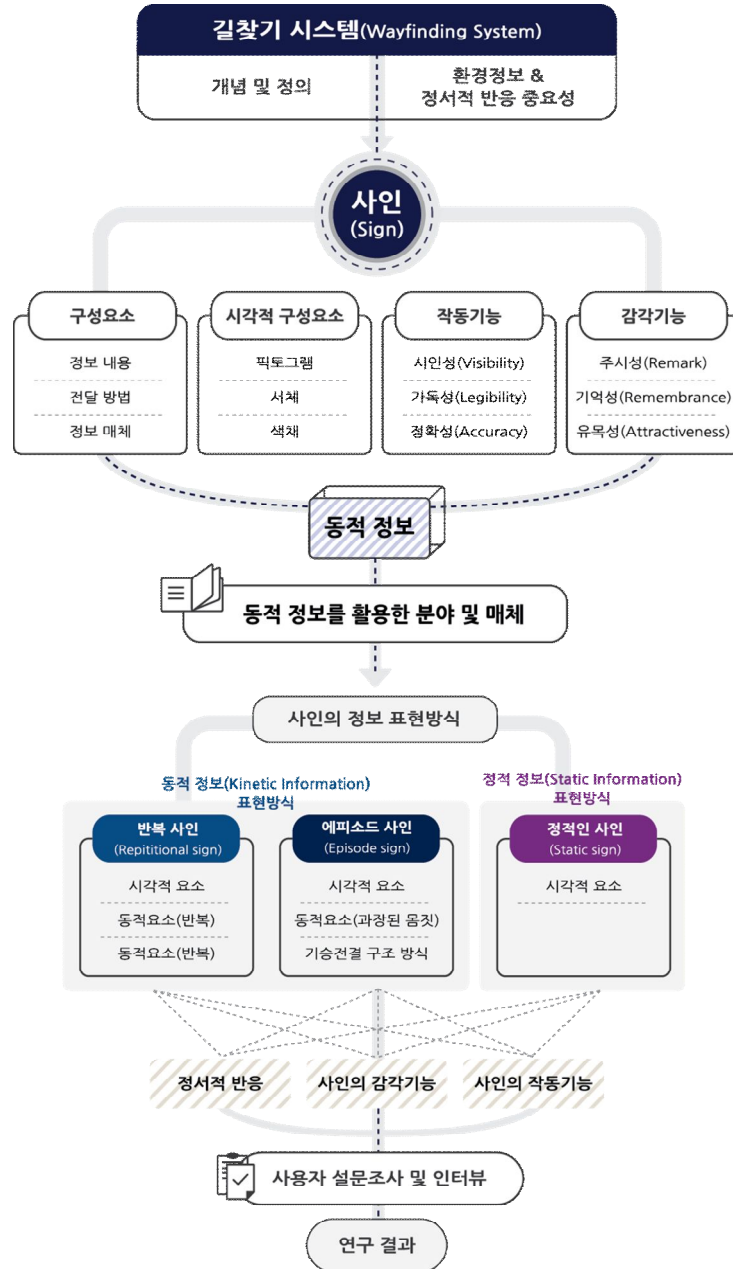 길찾기 시스템(Wayfinding System)
개념 및 정의
환경정보 &
정서적 반응 중요성
사인
(Sign)
구성요소
정보 내용
전달 방법
정보 매체
시각적 구성요소
픽토그램
서체
색채
작동기능
시인성(Visibility)
가독성(Legibility)
정확성(Accuracy)
감각기능
주시성(Remark)
기억성(Remembrance)
유목성(Attractiveness)
동적 정보
동적 정보를 활용한 분야 및 매체
사인의 정보 표현방식
동적 정보(Kinetic Information)
표현방식
정적 정보(Static Information)
표현방식
반복 사인
(Repititional sign)
시각적 요소
동적요소(반복)
동적요소(반복)
에피소드 사인
(Episode sign)
시각적 요소
동적요소(과장된 몸짓)
기승전결 구조 방식
정적인 사인
(Static sign)
시각적 요소
정서적 반응
사인의 감각기능
사인의 작동기능
사용자 설문조사 및 인터뷰
연구 결과